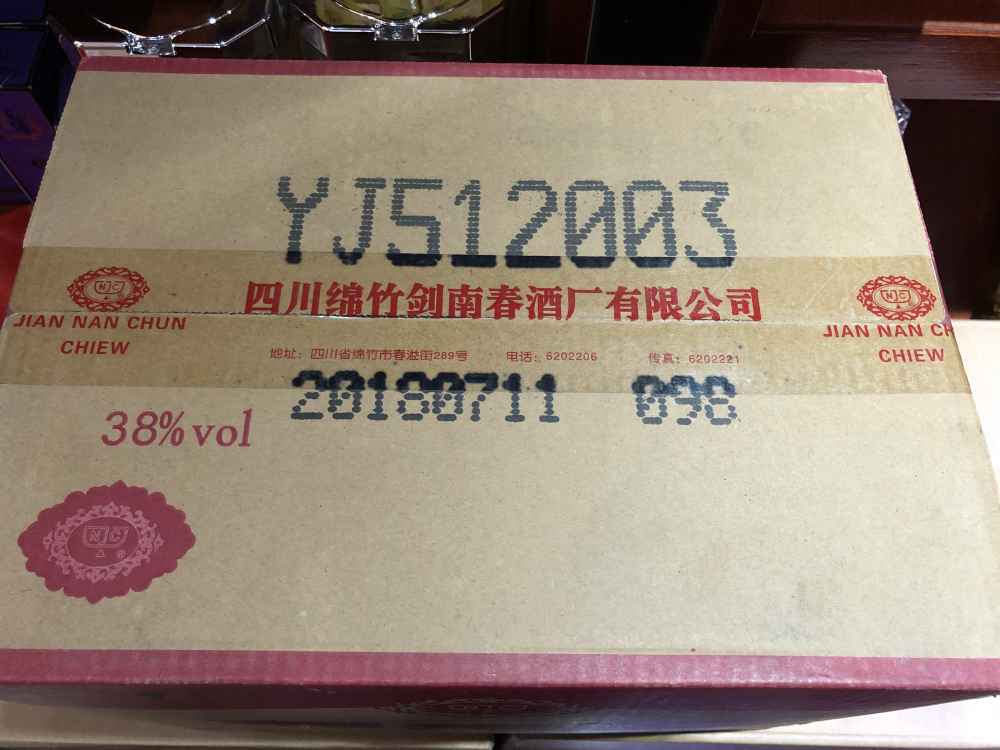 YJ512003
四川绵竹剑南春酒厂有限公司
JIAN NAN CHUN
CHIEW
JIAN NAN CH
CHIEW
地址：四川省绵竹市春溢街289号 电话：6202206 传真：6202221
20180711 098
38% vol
NJC